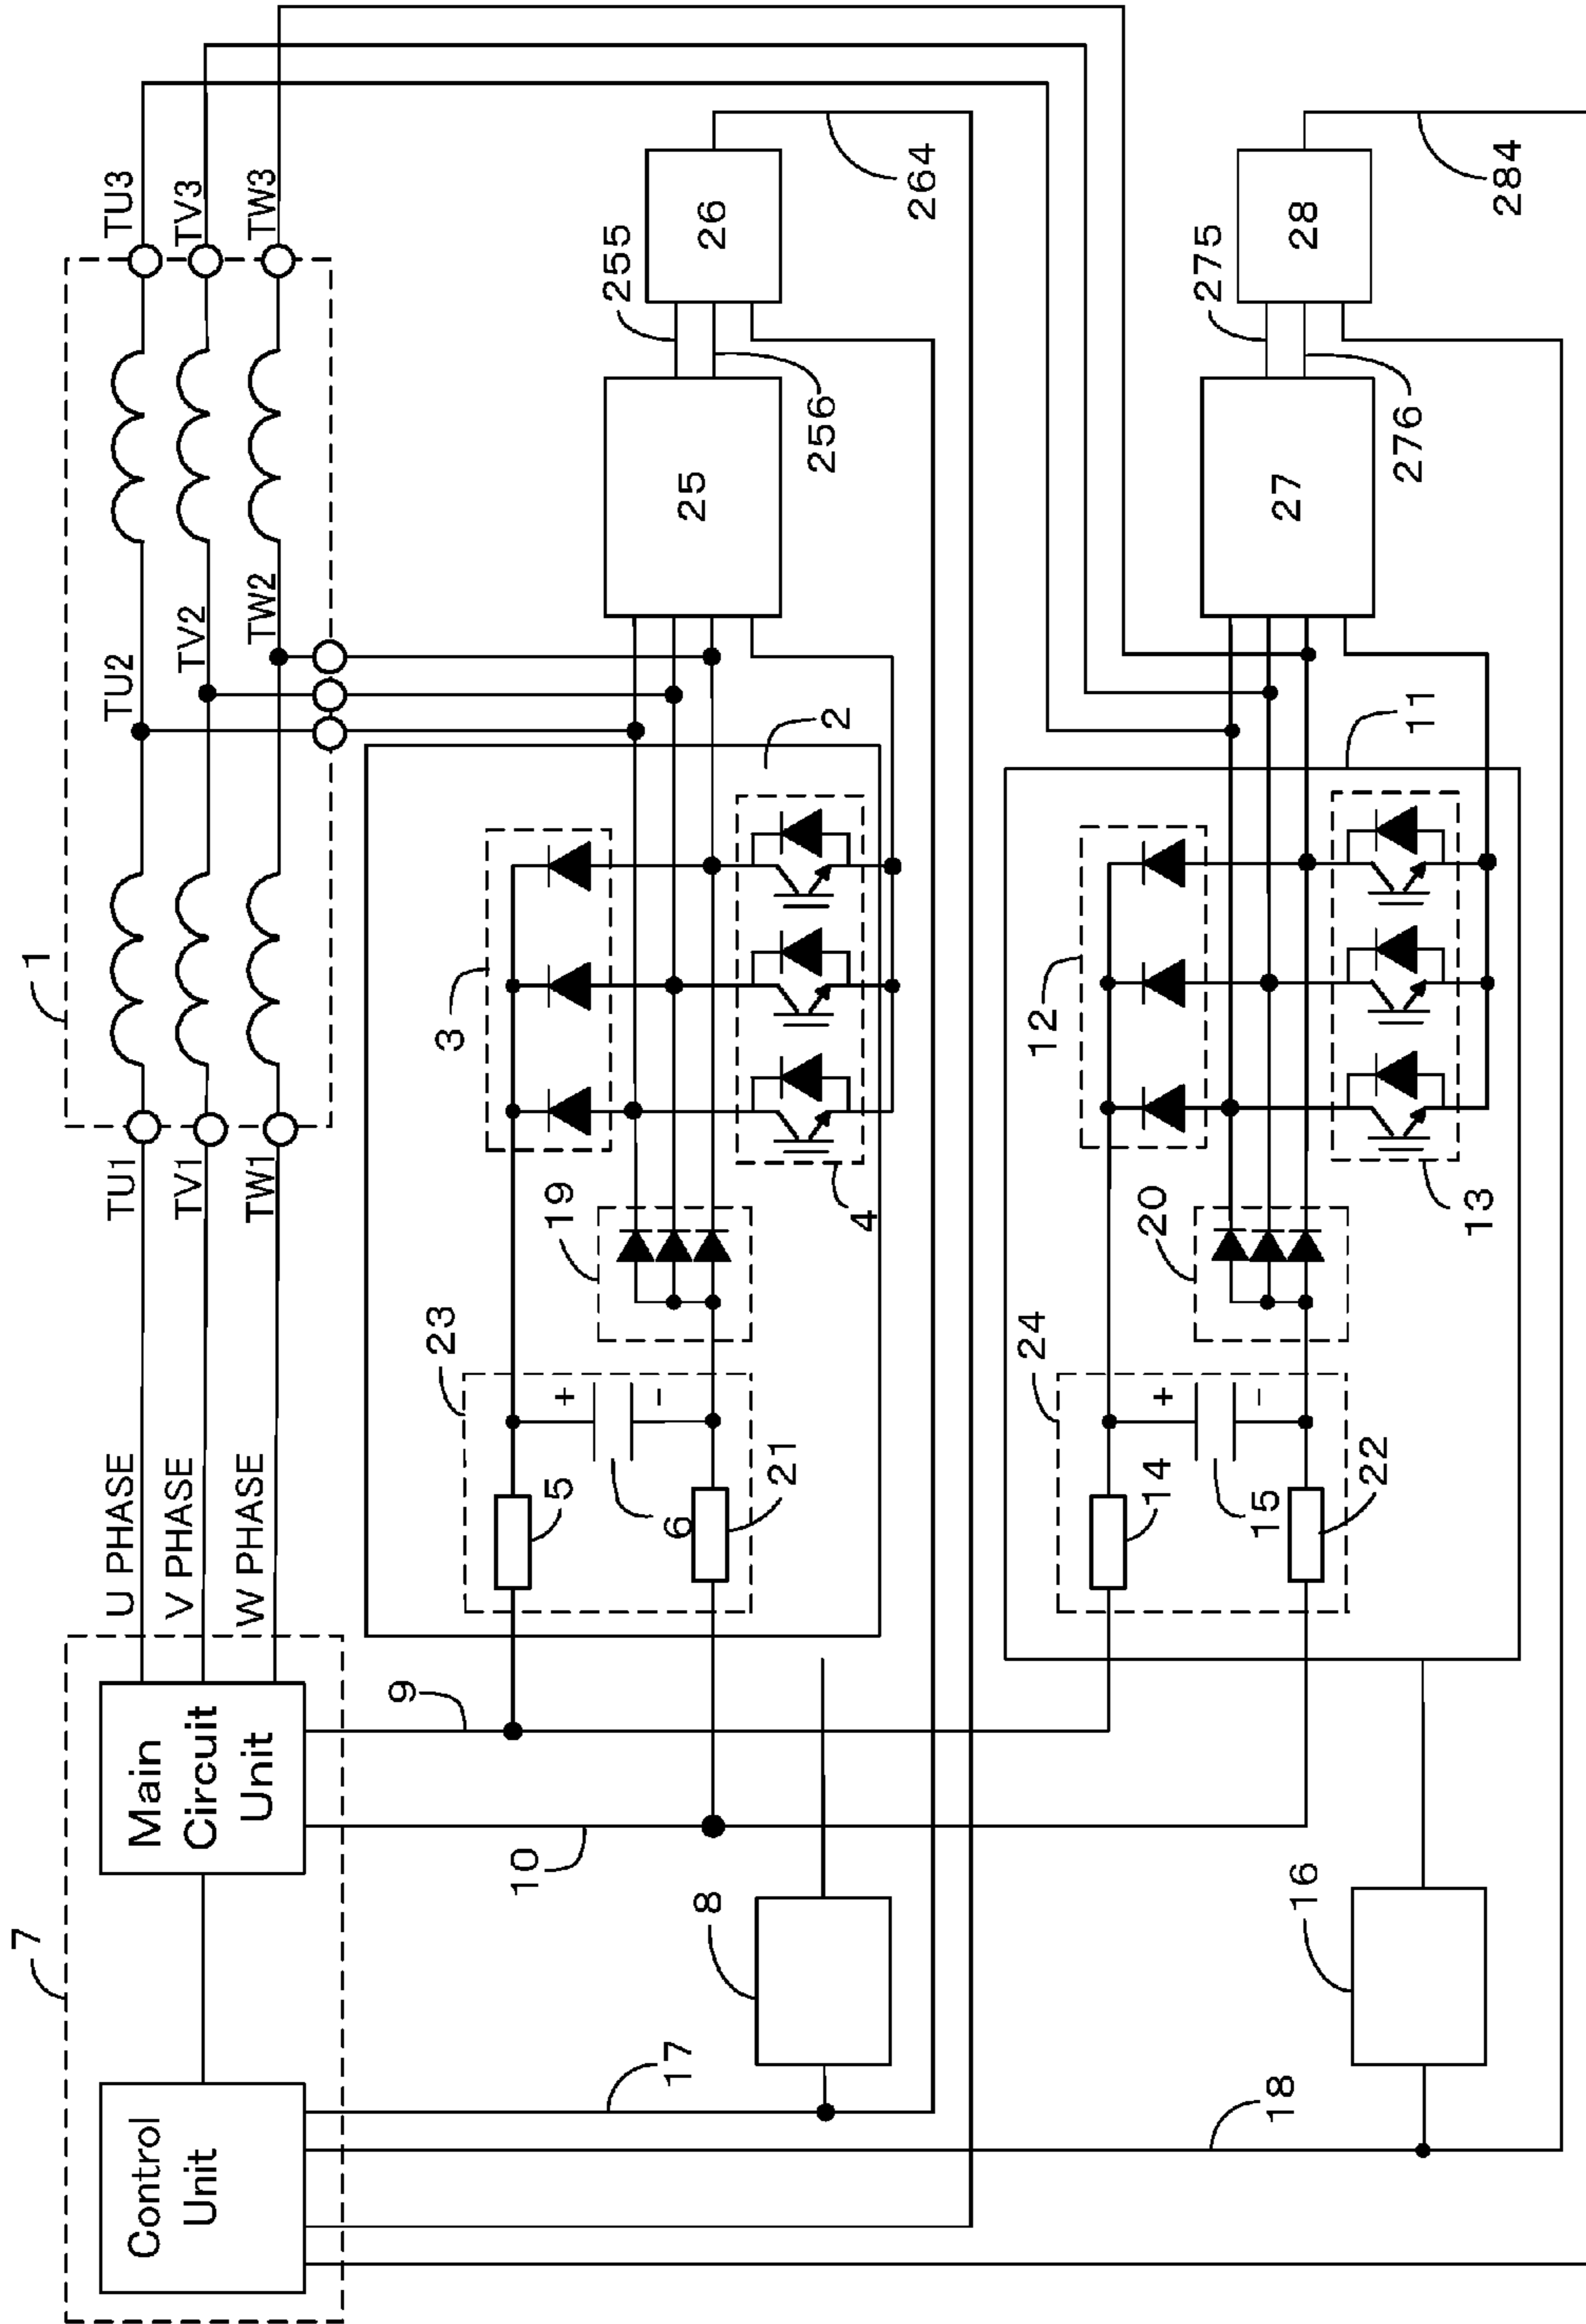 7
Control
Unit
Main
Circuit
Unit
U PHASE
V PHASE
W PHASE
TU1
TV1
TW1
1
TU2
TV2
TW2
TU3
TV3
TW3
9
10
17
18
8
16
23
5
6
21
19
3
4
2
25
255
256
26
264
24
14
15
22
20
12
13
11
27
275
276
28
284
+
-
+
-